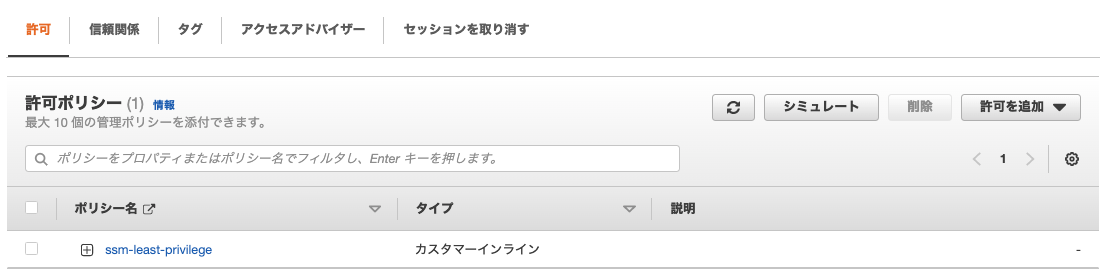 許可 信頼関係 タグ アクセスアドバイザー セッションを取り消す
許可ポリシー (1) 情報 シミュレート 削除 許可を追加
最大 10 個の管理ポリシーを添付できます。
ポリシーをプロパティまたはポリシー名でフィルタし、Enter キーを押します。 1
ポリシー名 タイプ 説明
ssm-least-privilege カスタマーインライン -